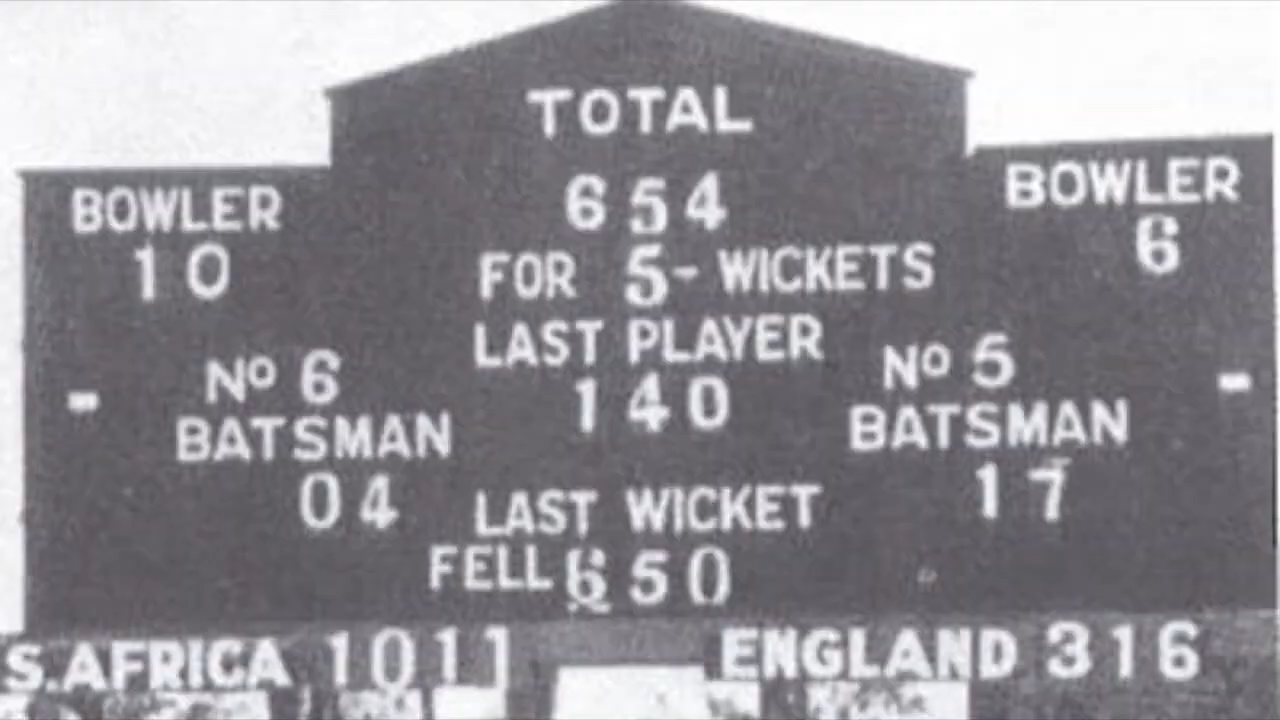 TOTAL
654
BOWLER
10
BOWLER
6
FOR 5- WICKETS
LAST PLAYER
140
No 6
BATSMAN
04
No 5
BATSMAN
17
LAST WICKET
FELL 650
S.AFRICA 1011
ENGLAND 316